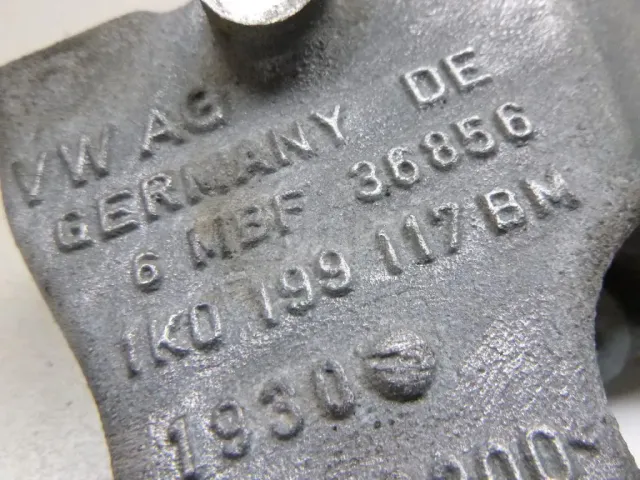 VW AG
GERMANY DE
6 MBF 36856
1K0 199 117 BM
1930